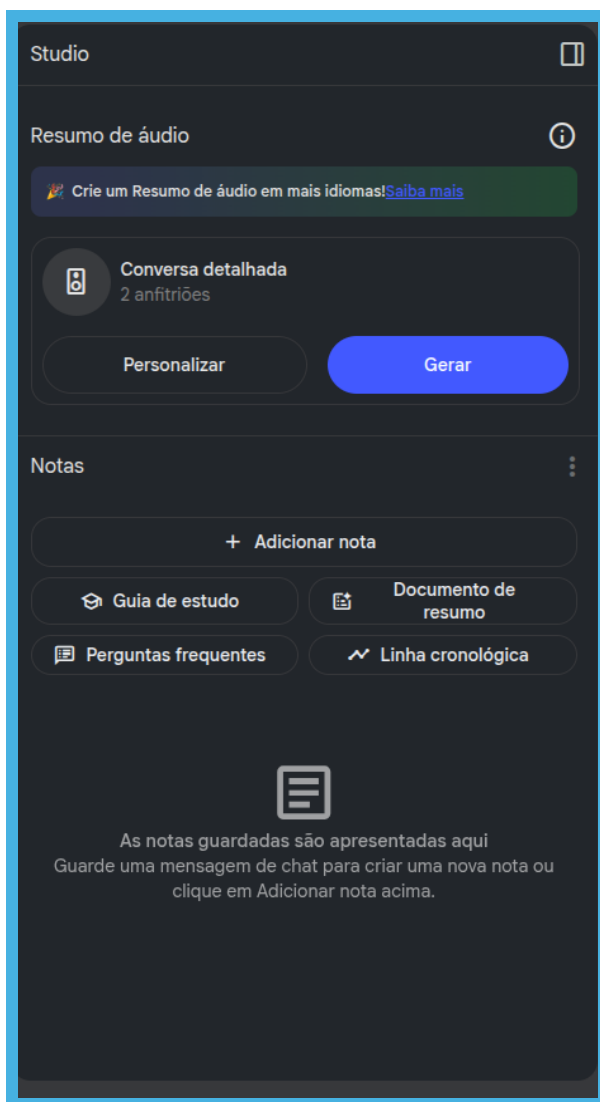 Studio
Resumo de áudio
🎉 Crie um Resumo de áudio em mais idiomas!Saiba mais
Conversa detalhada
2 anfitriões
Personalizar
Gerar
Notas
+ Adicionar nota
Guia de estudo
Documento de
resumo
Perguntas frequentes
Linha cronológica
As notas guardadas são apresentadas aqui
Guarde uma mensagem de chat para criar uma nova nota ou
clique em Adicionar nota acima.